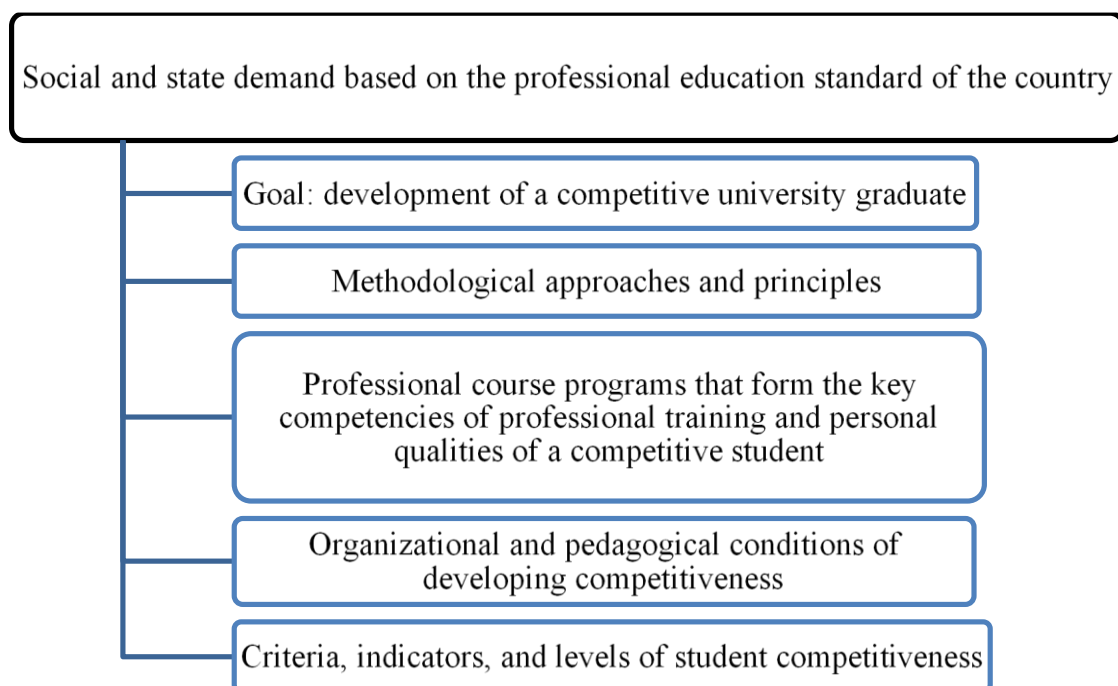 Social and state demand based on the professional education standard of the country
Goal: development of a competitive university graduate
Methodological approaches and principles
Professional course programs that form the key
competencies of professional training and personal
qualities of a competitive student
Organizational and pedagogical conditions of
developing competitiveness
Criteria, indicators, and levels of student competitiveness